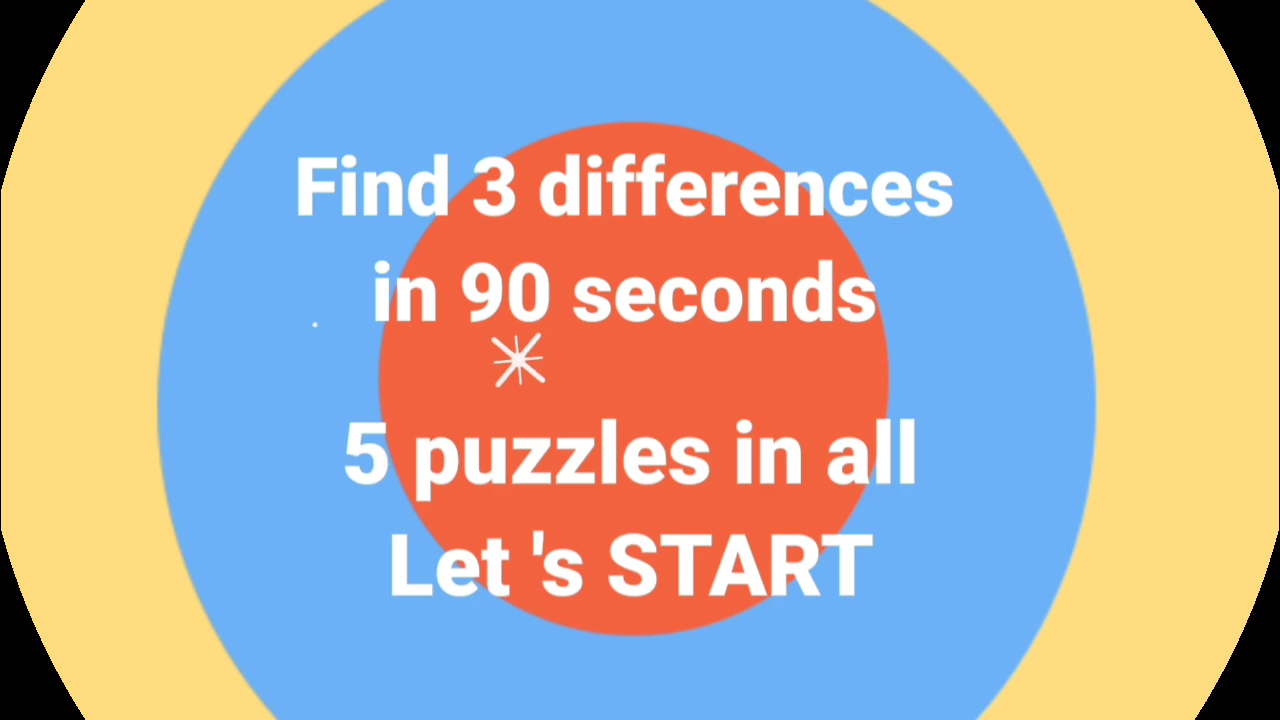 Find 3 differences
in 90 seconds
5 puzzles in all
Let 's START